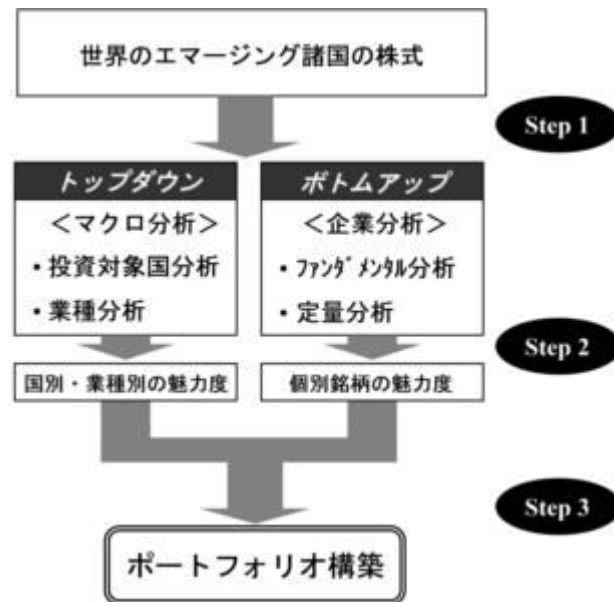 世界のエマージング諸国の株式
Step 1
トップダウン
＜マクロ分析＞
・投資対象国分析
・業種分析
ボトムアップ
＜企業分析＞
・ﾌｧﾝﾀﾞﾒﾝﾀﾙ分析
・定量分析
Step 2
国別・業種別の魅力度
個別銘柄の魅力度
Step 3
ポートフォリオ構築